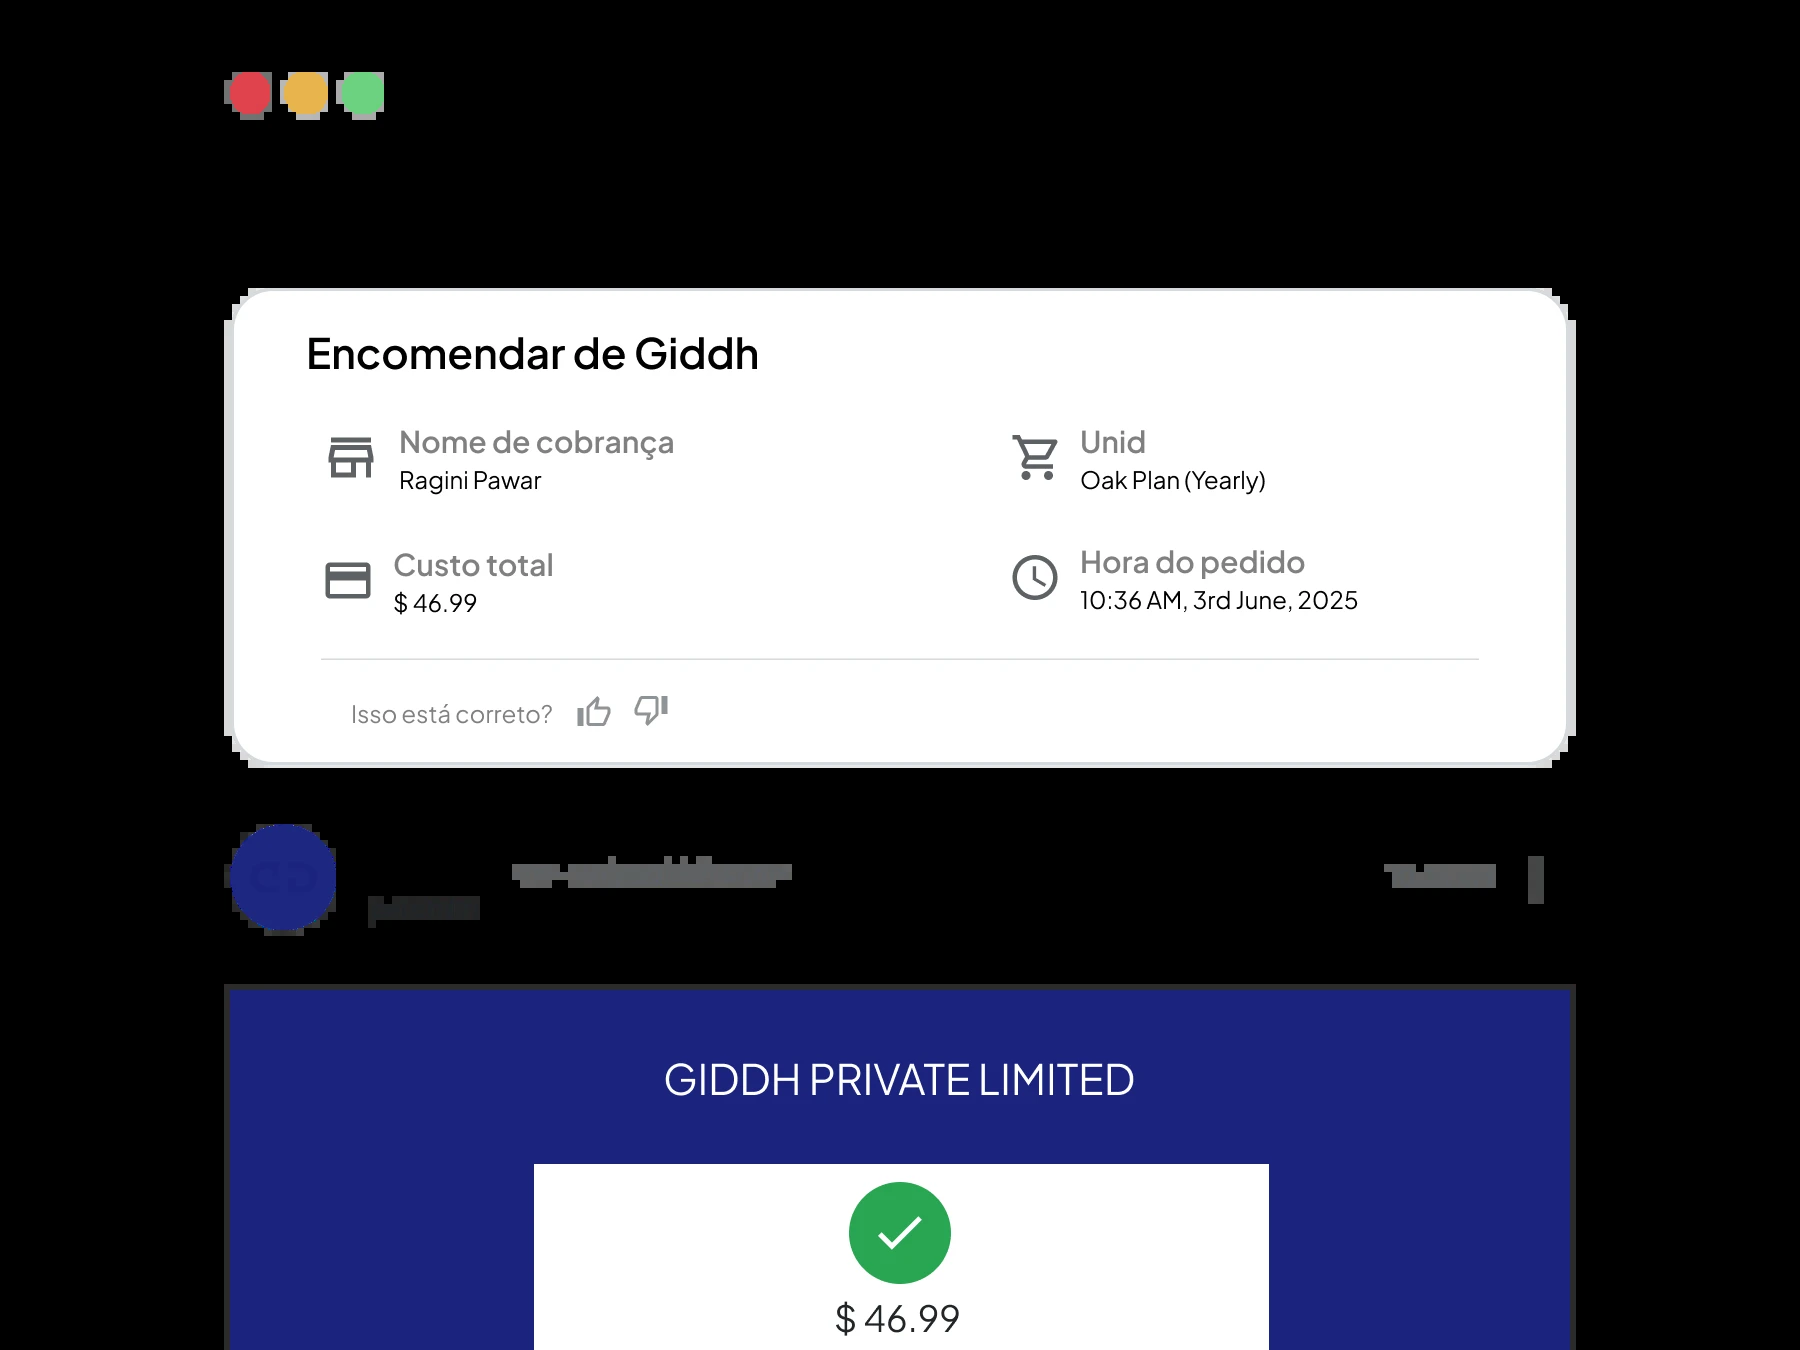 Encomendar de Giddh
Nome de cobrança
Ragini Pawar
Unid
Oak Plan (Yearly)
Custo total
$ 46.99
Hora do pedido
10:36 AM, 3rd June, 2025
Isso está correto?
GIDDH PRIVATE LIMITED
$ 46.99